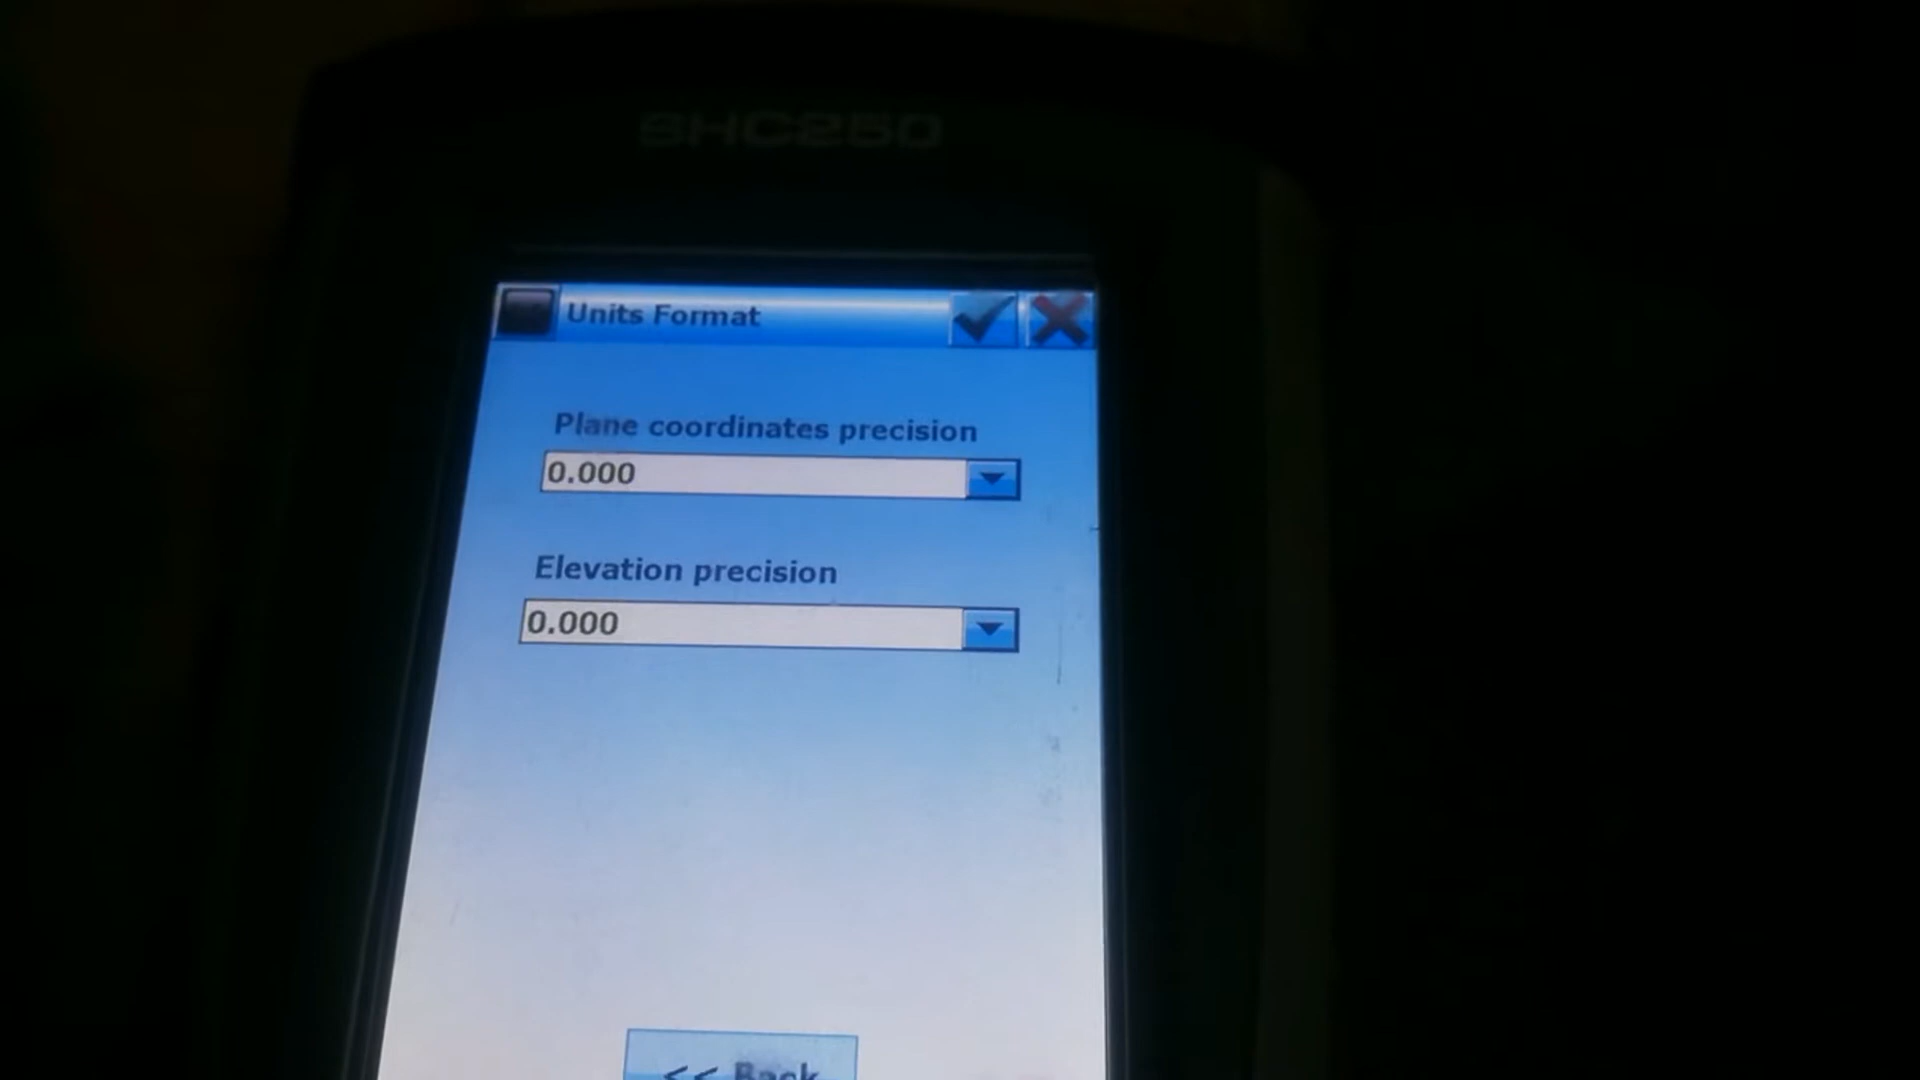 SHC250
Units Format
Plane coordinates precision
0.000
Elevation precision
0.000
<< Back